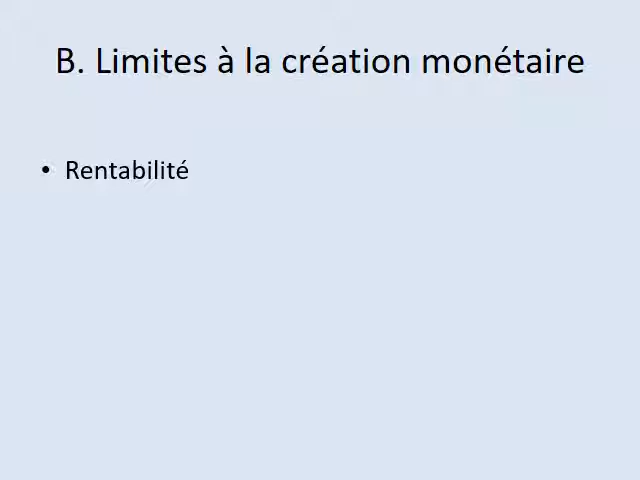 B. Limites à la création monétaire
• Rentabilité